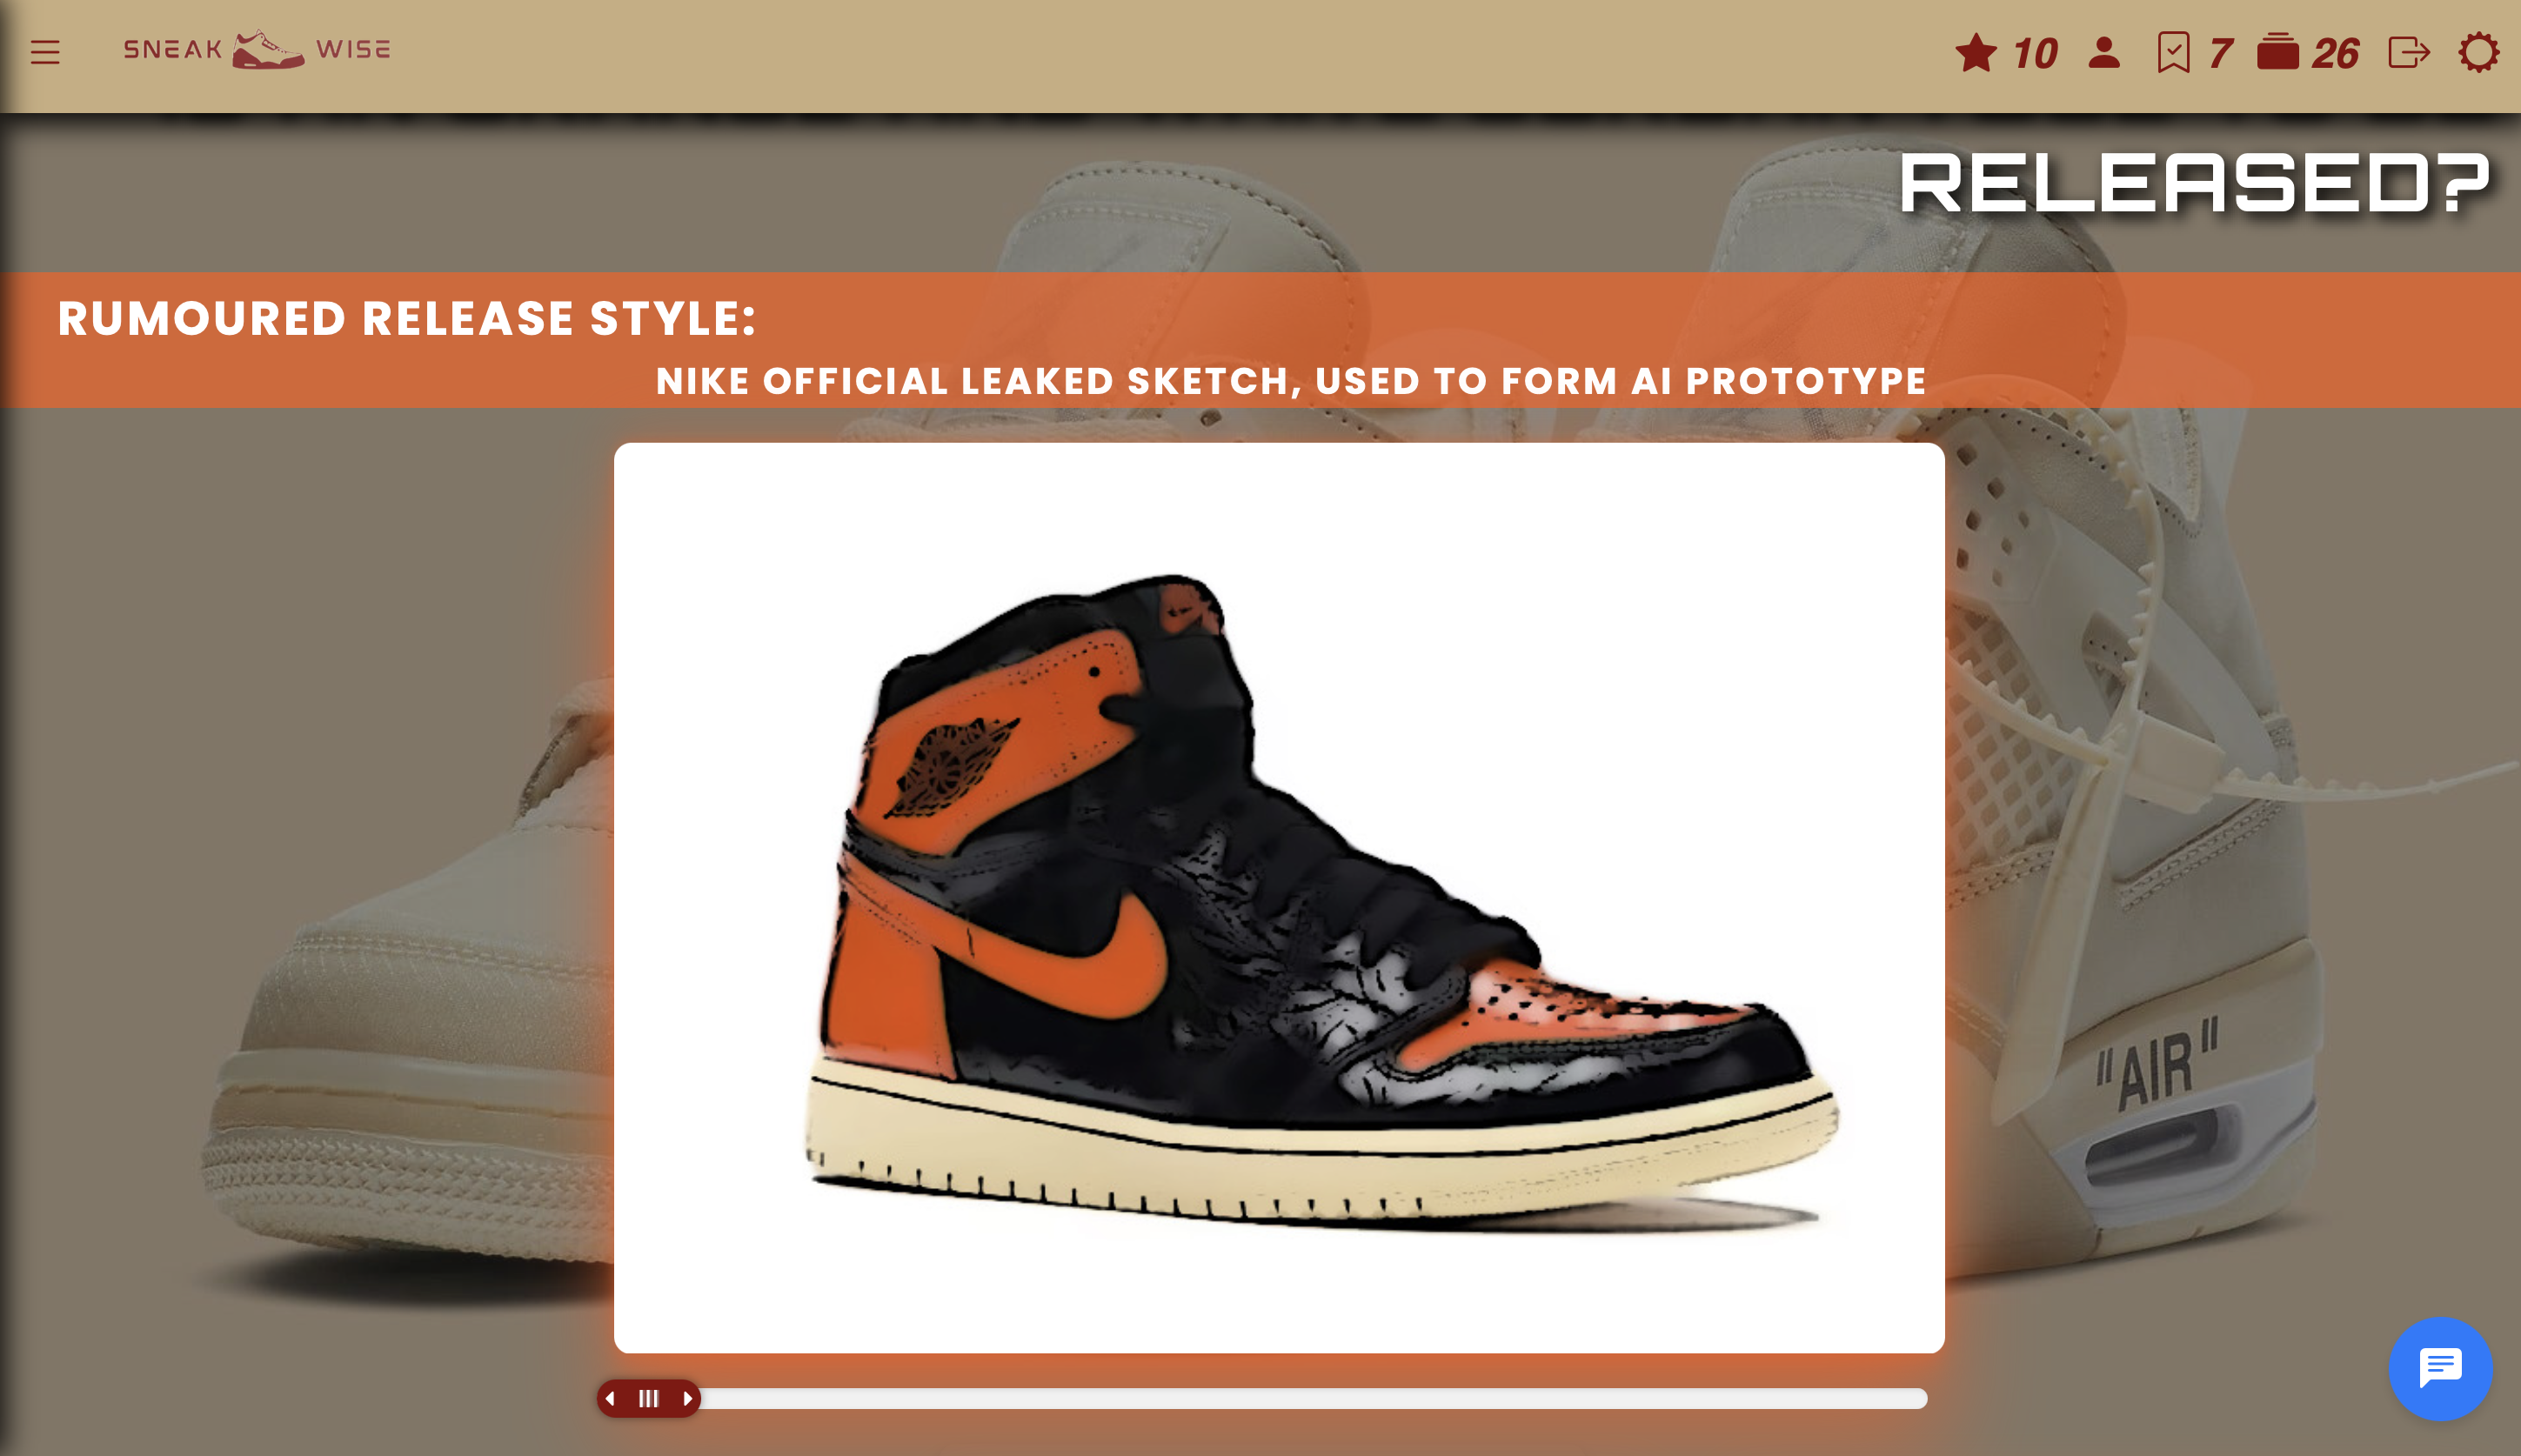 SNEAK WISE
10
7
26
RELEASED?
RUMOURED RELEASE STYLE:
NIKE OFFICIAL LEAKED SKETCH, USED TO FORM AI PROTOTYPE
"AIR"